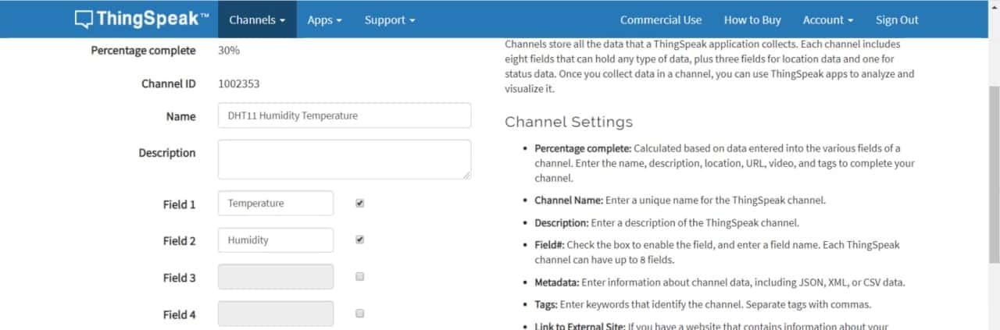 ThingSpeak™ Channels Apps Support Commercial Use How to Buy Account Sign Out
Percentage complete 30%
Channel ID 1002353
Name DHT11 Humidity Temperature
Description
Field 1 Temperature
Field 2 Humidity
Field 3
Field 4
Channels store all the data that a ThingSpeak application collects. Each channel includes
eight fields that can hold any type of data, plus three fields for location data and one for
status data. Once you collect data in a channel, you can use ThingSpeak apps to analyze and
visualize it.
Channel Settings
• Percentage complete: Calculated based on data entered into the various fields of a
channel. Enter the name, description, location, URL, video, and tags to complete your
channel.
• Channel Name: Enter a unique name for the ThingSpeak channel.
• Description: Enter a description of the ThingSpeak channel.
• Field#: Check the box to enable the field, and enter a field name. Each ThingSpeak
channel can have up to 8 fields.
• Metadata: Enter information about channel data, including JSON, XML, or CSV data.
• Tags: Enter keywords that identify the channel. Separate tags with commas.
• Link to External Site: If you have a website that contains information about your